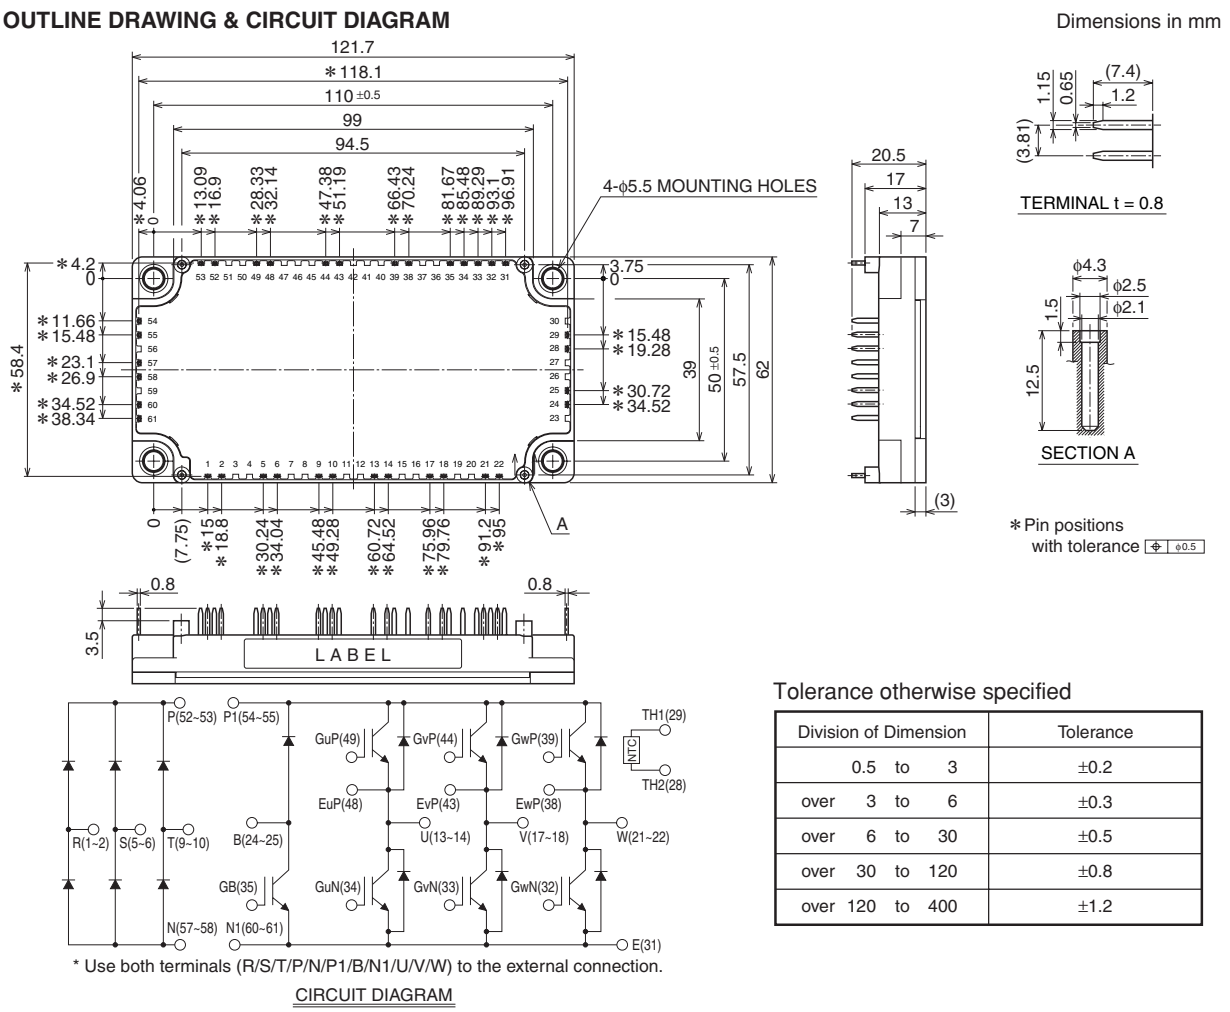 OUTLINE DRAWING & CIRCUIT DIAGRAM
Dimensions in mm
121.7
*118.1
110 ±0.5
99
94.5
*4.06
0
*13.09
*16.9
*28.33
*32.14
*47.38
*51.19
*66.43
*70.24
*81.67
*85.48
*89.29
*93.1
*96.91
4-φ5.5 MOUNTING HOLES
*4.2
0
3.75
0
53 52 51 50 49 48 47 46 45 44 43 42 41 40 39 38 37 36 35 34 33 32 31
*58.4
*11.66
*15.48
*23.1
*26.9
*34.52
*38.34
54
55
56
57
58
59
60
61
30
29
28
27
26
25
24
23
*15.48
*19.28
*30.72
*34.52
39
50 ±0.5
57.5
62
1 2 3 4 5 6 7 8 9 10 11 12 13 14 15 16 17 18 19 20 21 22
0
(7.75)
*15
*18.8
*30.24
*34.04
*45.48
*49.28
*60.72
*64.52
*75.96
*79.76
*91.2
*95
A
20.5
17
13
7
(3)
1.15
0.65
(7.4)
1.2
(3.81)
TERMINAL t = 0.8
φ4.3
φ2.5
φ2.1
1.5
12.5
SECTION A
* Pin positions
with tolerance ⌖ φ0.5
0.8
0.8
3.5
LABEL
P(52~53) P1(54~55)
GuP(49) GvP(44) GwP(39)
TH1(29)
NTC
TH2(28)
EuP(48) EvP(43) EwP(38)
R(1~2) S(5~6) T(9~10) B(24~25) U(13~14) V(17~18) W(21~22)
GB(35) GuN(34) GvN(33) GwN(32)
N(57~58) N1(60~61) E(31)
* Use both terminals (R/S/T/P/N/P1/B/N1/U/V/W) to the external connection.
CIRCUIT DIAGRAM
Tolerance otherwise specified
Division of Dimension Tolerance
0.5 to 3 ±0.2
over 3 to 6 ±0.3
over 6 to 30 ±0.5
over 30 to 120 ±0.8
over 120 to 400 ±1.2